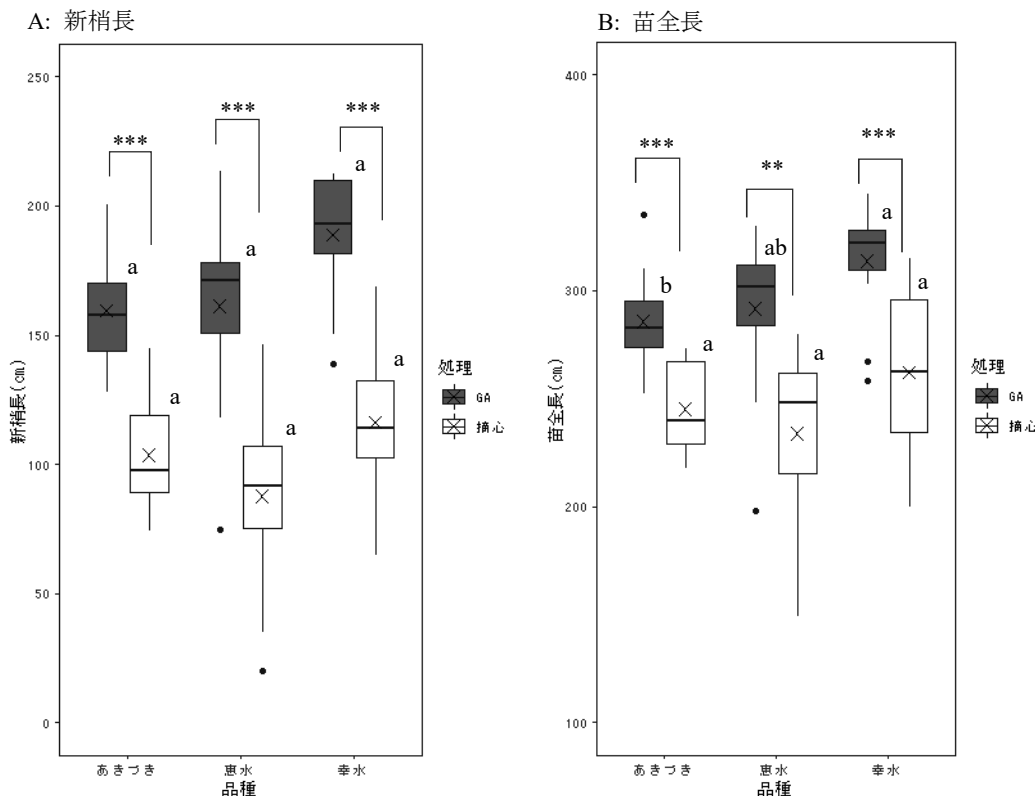 A: 新梢長
250
200
150
100
50
0
新梢長(cm)
***
***
***
a
a
a
a
a
a
あきづき
恵水
幸水
品種
処理
GA
摘心
B: 苗全長
400
300
200
100
苗全長(cm)
***
**
***
b
ab
a
a
a
a
あきづき
恵水
幸水
品種
処理
GA
摘心